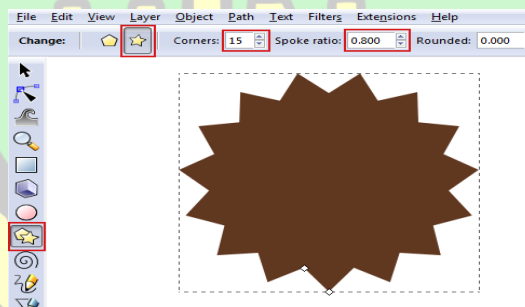 File Edit View Layer Object Path Text Filters Extensions Help
Change: Corners: 15 Spoke ratio: 0.800 Rounded: 0.000